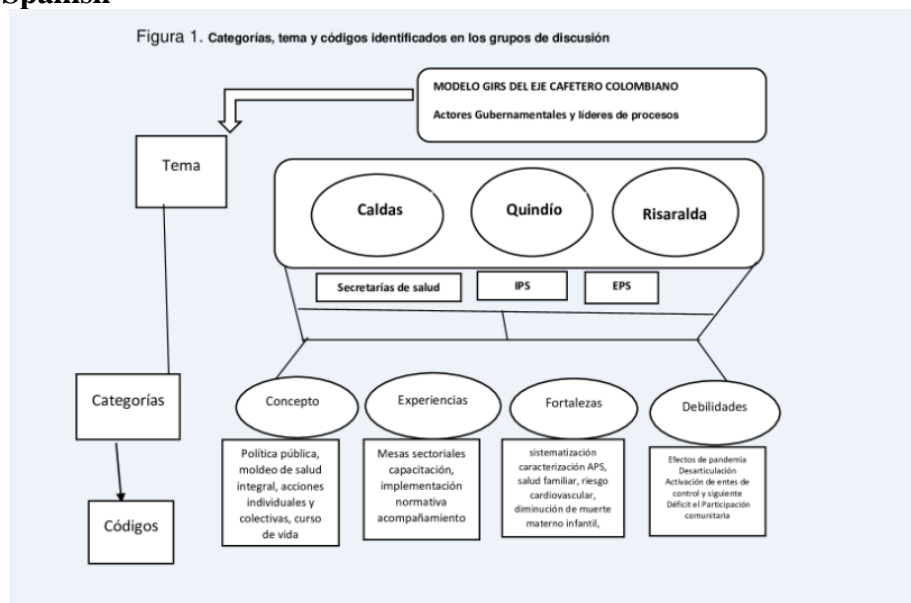 Spanish
Figura 1. Categorías, tema y códigos identificados en los grupos de discusión
MODELO GIRS DEL EJE CAFETERO COLOMBIANO
Actores Gubernamentales y líderes de procesos
Tema
Caldas
Quindío
Risaralda
Secretarías de salud
IPS
EPS
Categorías
Concepto
Experiencias
Fortalezas
Debilidades
Política pública,
moldeo de salud
integral, acciones
individuales y
colectivas, curso
de vida
Mesas sectoriales
capacitación,
implementación
normativa
acompañamiento
sistematización
caracterización APS,
salud familiar, riesgo
cardiovascular,
diminución de muerte
materno infantil,
Efectos de pandemia
Desarticulación
Activación de entes de
control y siguiente
Déficit el Participación
comunitaria
Códigos